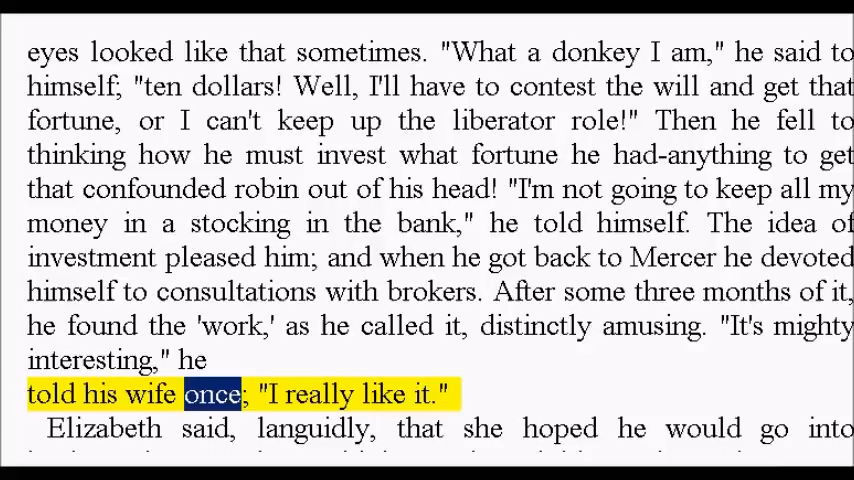 eyes looked like that sometimes. "What a donkey I am," he said to
himself; "ten dollars! Well, I'll have to contest the will and get that
fortune, or I can't keep up the liberator role!" Then he fell to
thinking how he must invest what fortune he had-anything to get
that confounded robin out of his head! "I'm not going to keep all my
money in a stocking in the bank," he told himself. The idea of
investment pleased him; and when he got back to Mercer he devoted
himself to consultations with brokers. After some three months of it,
he found the 'work,' as he called it, distinctly amusing. "It's mighty
interesting," he
told his wife once; "I really like it."
Elizabeth said, languidly, that she hoped he would go into